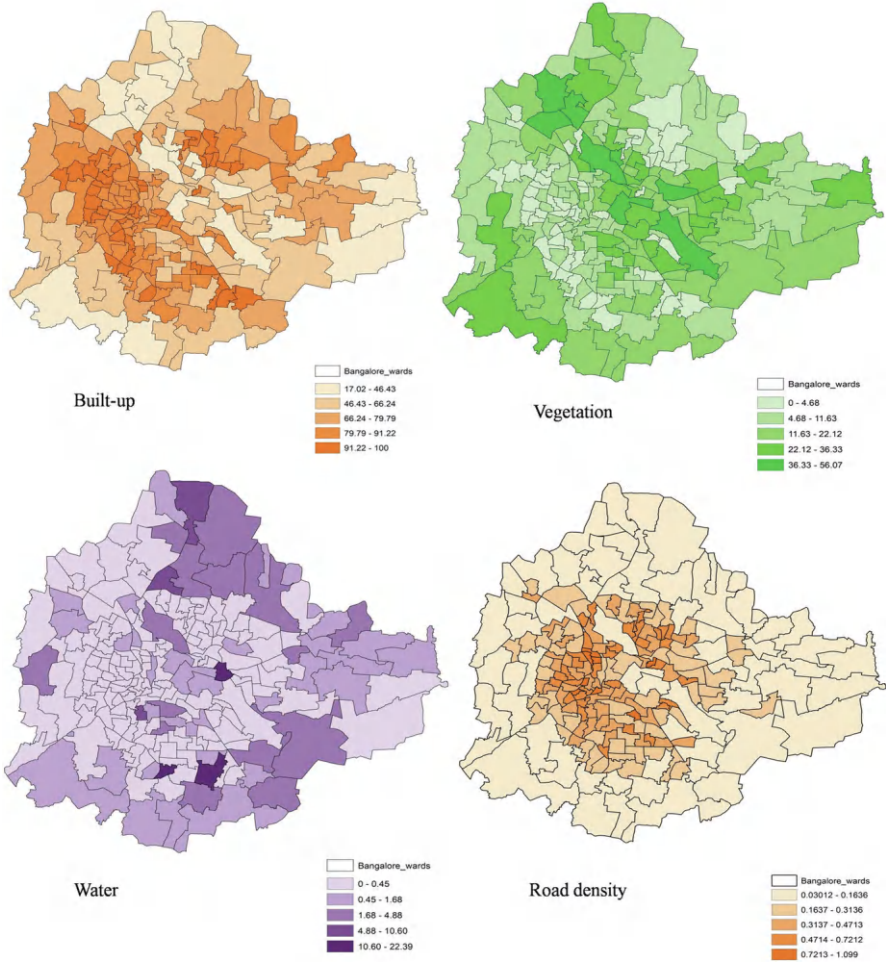 Built-up
Bangalore_wards
17.02 - 46.43
46.43 - 66.24
66.24 - 79.79
79.79 - 91.22
91.22 - 100
Vegetation
Bangalore_wards
0 - 4.68
4.68 - 11.63
11.63 - 22.12
22.12 - 36.33
36.33 - 56.07
Water
Bangalore_wards
0 - 0.45
0.45 - 1.68
1.68 - 4.88
4.88 - 10.60
10.60 - 22.39
Road density
Bangalore_wards
0.03012 - 0.1636
0.1637 - 0.3136
0.3137 - 0.4713
0.4714 - 0.7212
0.7213 - 1.099